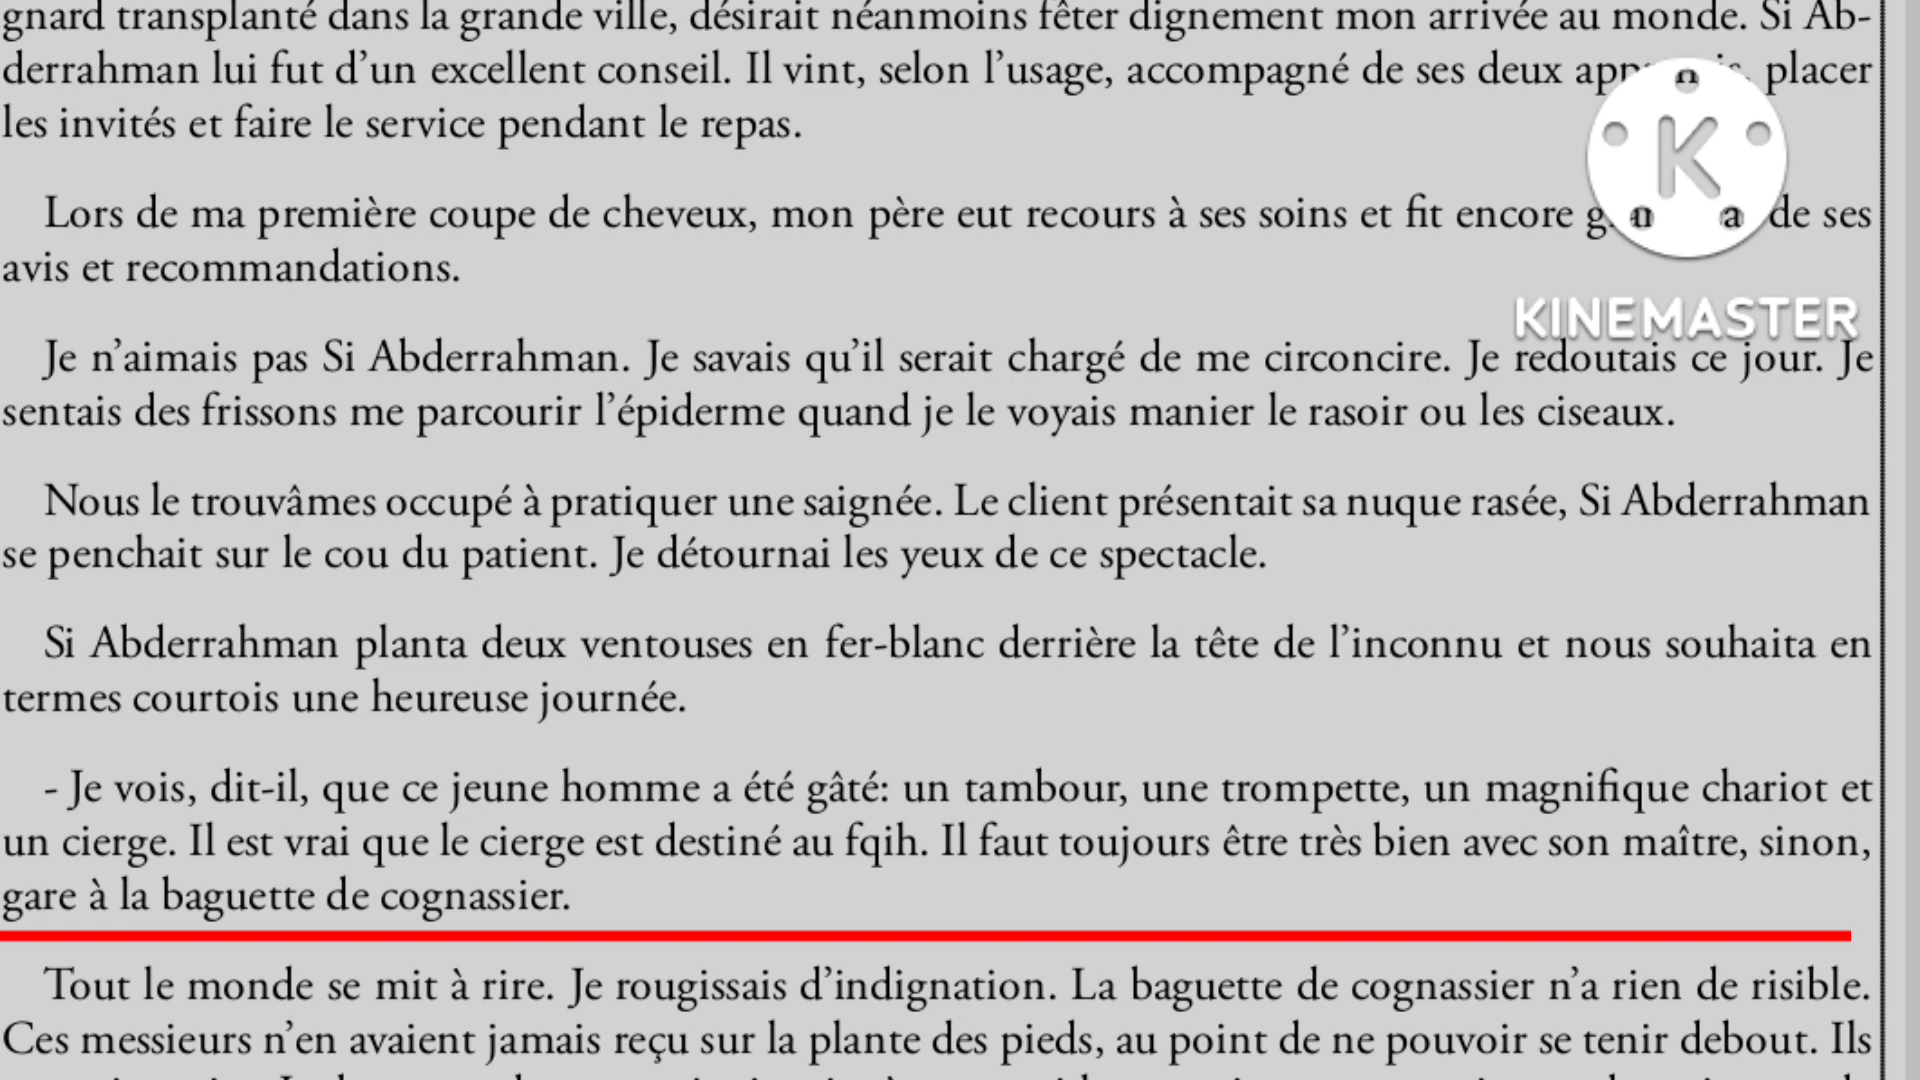 gnard transplanté dans la grande ville, désirait néanmoins fêter dignement mon arrivée au monde. Si Ab-
derrahman lui fut d'un excellent conseil. Il vint, selon l'usage, accompagné de ses deux placer
les invités et faire le service pendant le repas.
Lors de ma première coupe de cheveux, mon père eut recours à ses soins et fit encore de ses
avis et recommandations.
KINEMASTER
Je n'aimais pas Si Abderrahman. Je savais qu'il serait chargé de me circoncire. Je redoutais ce jour. Je
sentais des frissons me parcourir l'épiderme quand je le voyais manier le rasoir ou les ciseaux.
Nous le trouvâmes occupé à pratiquer une saignée. Le client présentait sa nuque rasée, Si Abderrahman
se penchait sur le cou du patient. Je détournai les yeux de ce spectacle.
Si Abderrahman planta deux ventouses en fer-blanc derrière la tête de l'inconnu et nous souhaita en
termes courtois une heureuse journée.
- Je vois, dit-il, que ce jeune homme a été gâté: un tambour, une trompette, un magnifique chariot et
un cierge. Il est vrai que le cierge est destiné au fqih. Il faut toujours être très bien avec son maître, sinon,
gare à la baguette de cognassier.
Tout le monde se mit à rire. Je rougissais d'indignation. La baguette de cognassier n'a rien de risible.
Ces messieurs n'en avaient jamais reçu sur la plante des pieds, au point de ne pouvoir se tenir debout. Ils